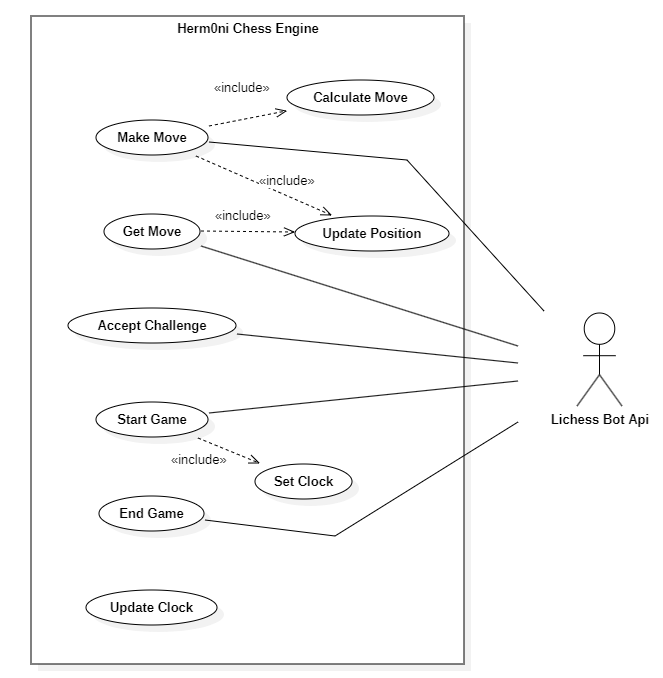 Herm0ni Chess Engine
«include»
Calculate Move
Make Move
«include»
«include»
Get Move
Update Position
Accept Challenge
Start Game
Lichess Bot Api
«include»
Set Clock
End Game
Update Clock